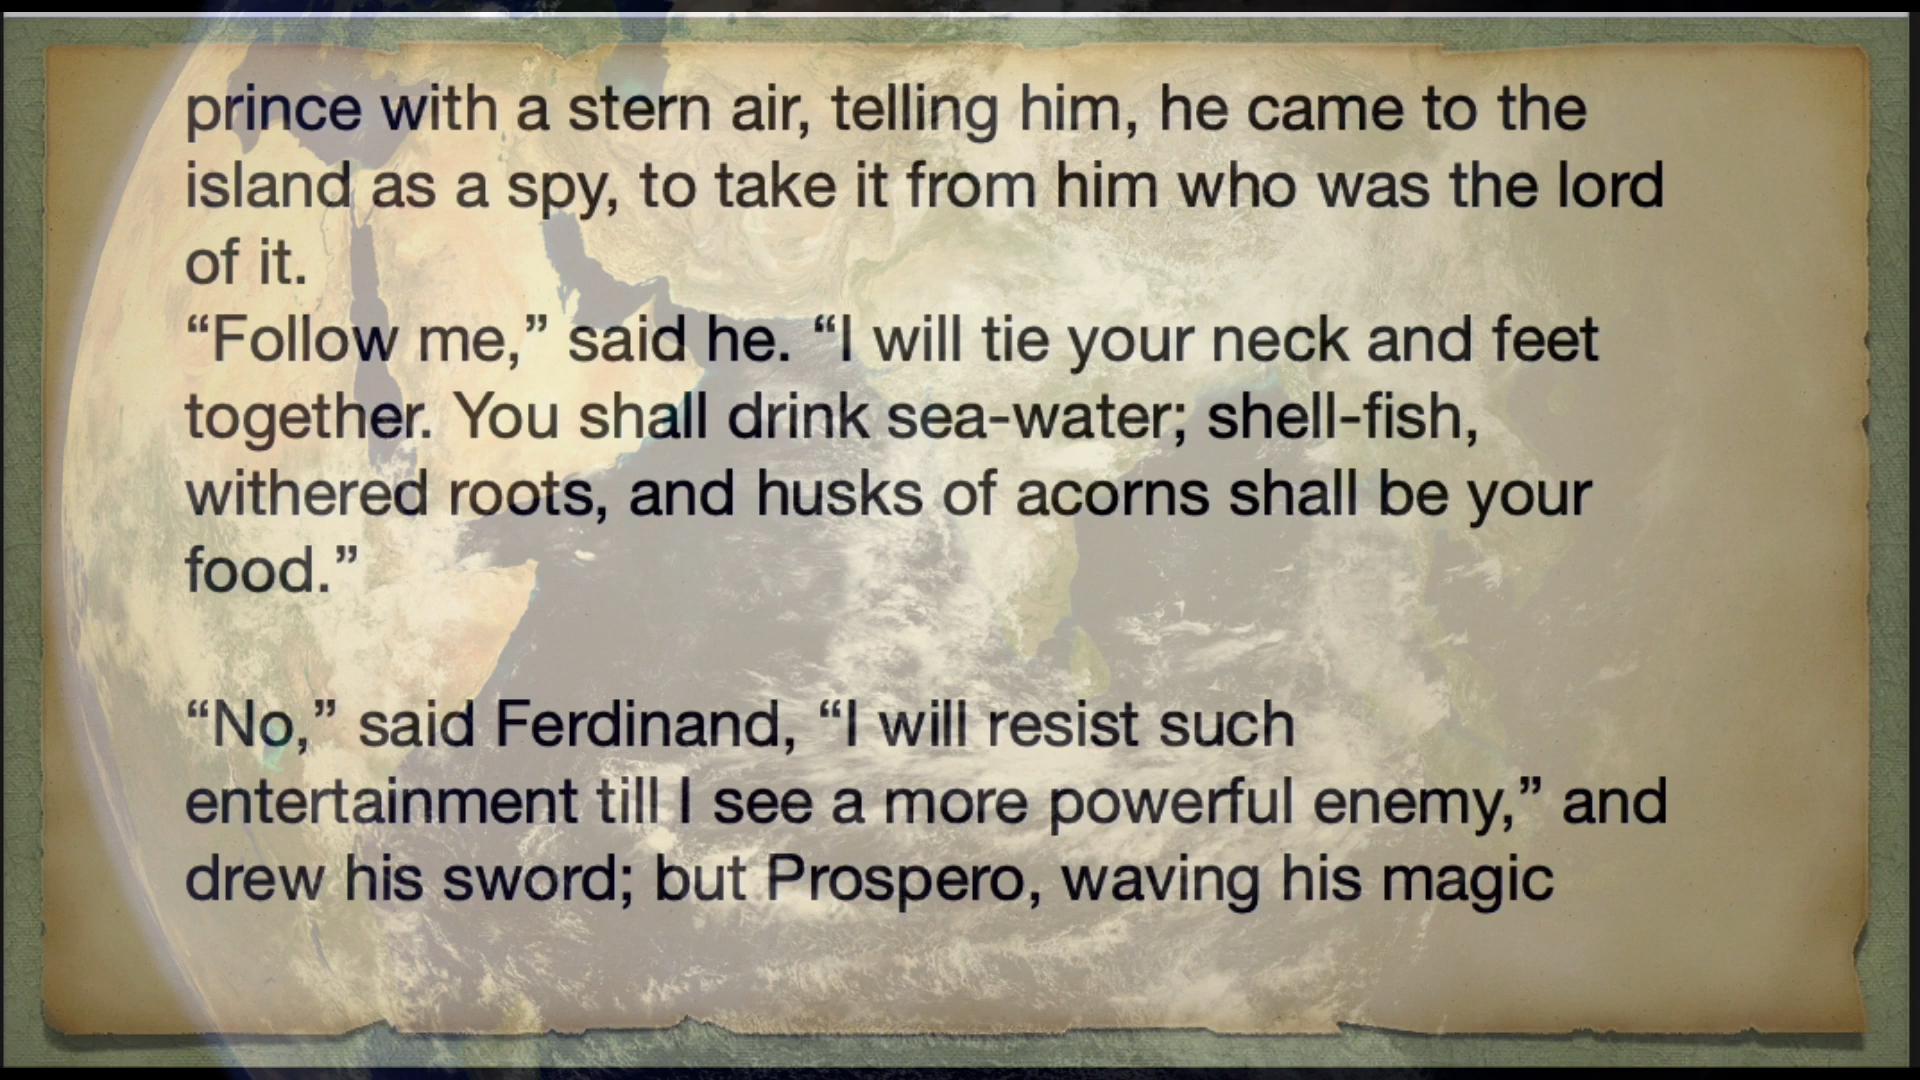 prince with a stern air, telling him, he came to the
island as a spy, to take it from him who was the lord
of it.
“Follow me,” said he. “I will tie your neck and feet
together. You shall drink sea-water; shell-fish,
withered roots, and husks of acorns shall be your
food.”
“No,” said Ferdinand, “I will resist such
entertainment till I see a more powerful enemy,” and
drew his sword; but Prospero, waving his magic